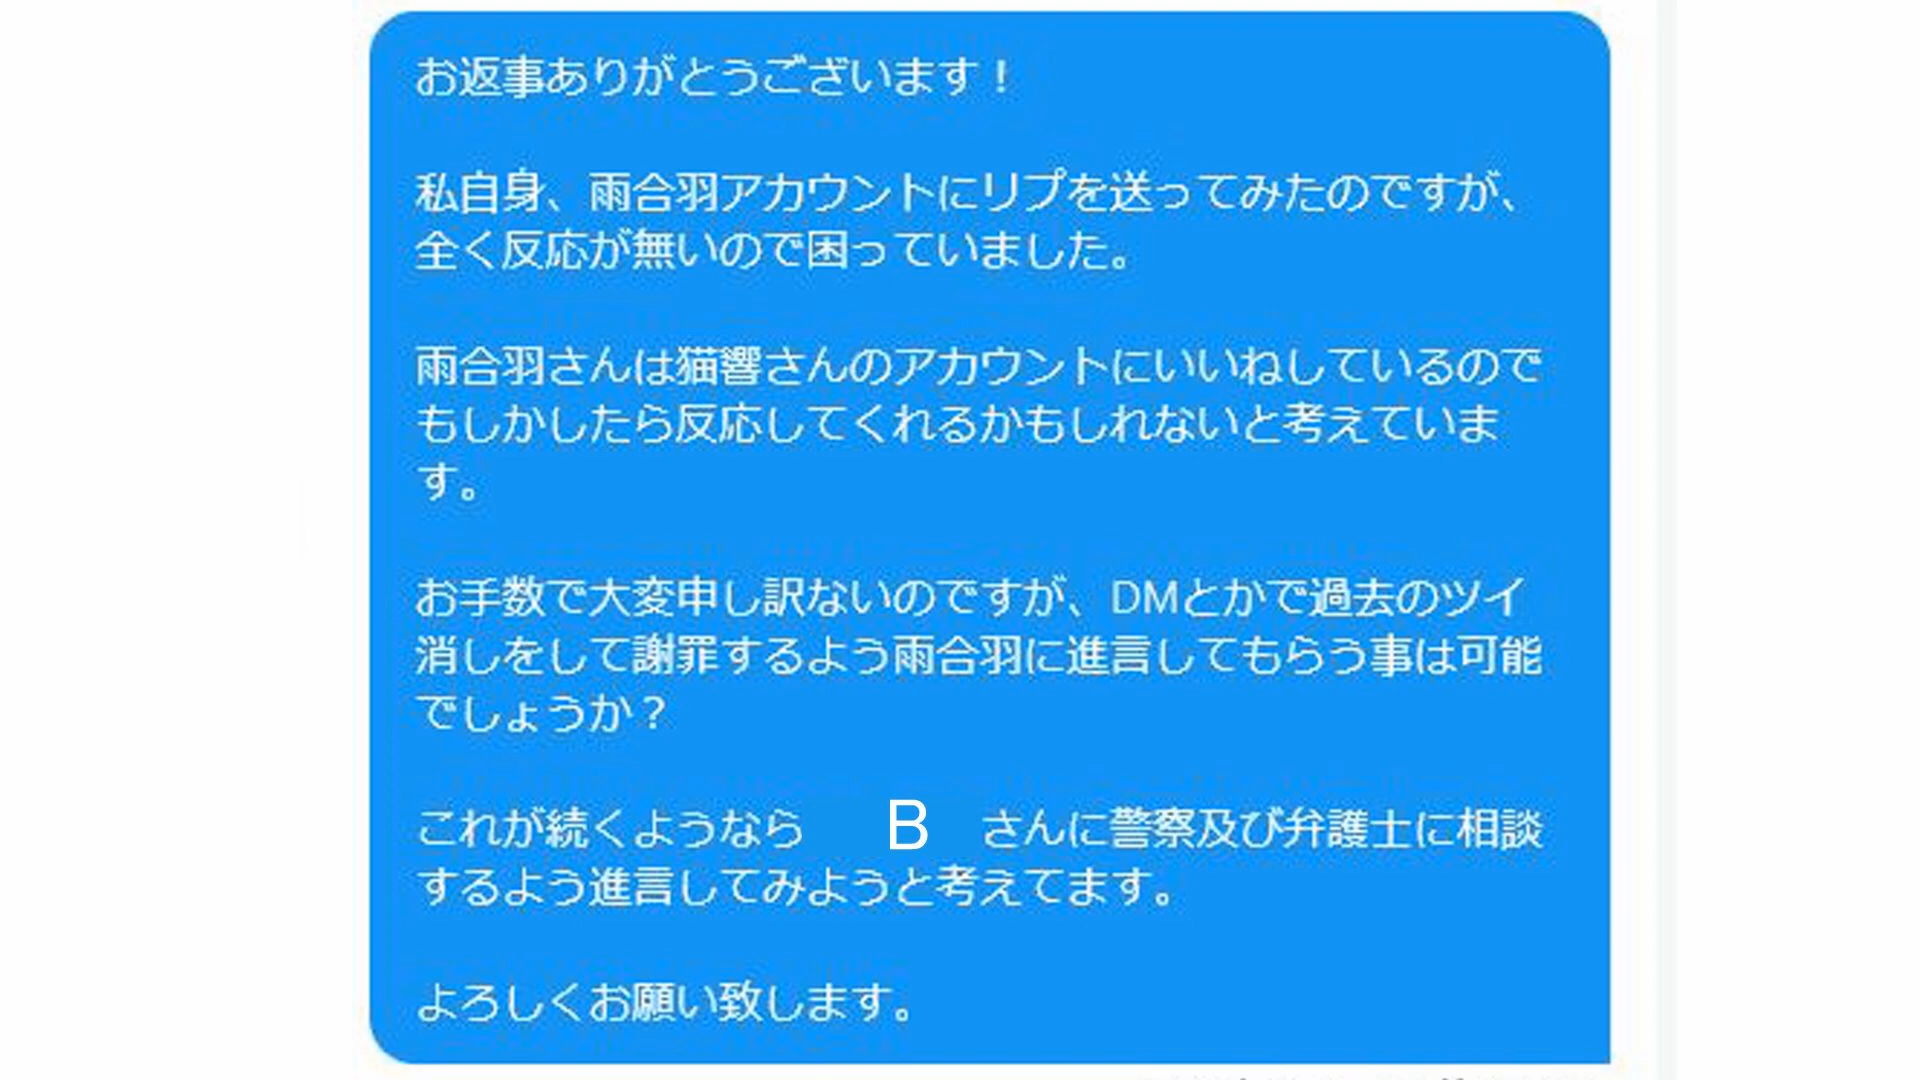 お返事ありがとうございます！
私自身、雨合羽アカウントにリプを送ってみたのですが、
全く反応が無いので困っていました。
雨合羽さんは猫響さんのアカウントにいいねしているので
もしかしたら反応してくれるかもしれないと考えていま
す。
お手数で大変申し訳ないのですが、DMとかで過去のツイ
消しをして謝罪するよう雨合羽に進言してもらう事は可能
でしょうか？
これが続くようなら B さんに警察及び弁護士に相談
するよう進言してみようと考えてます。
よろしくお願い致します。